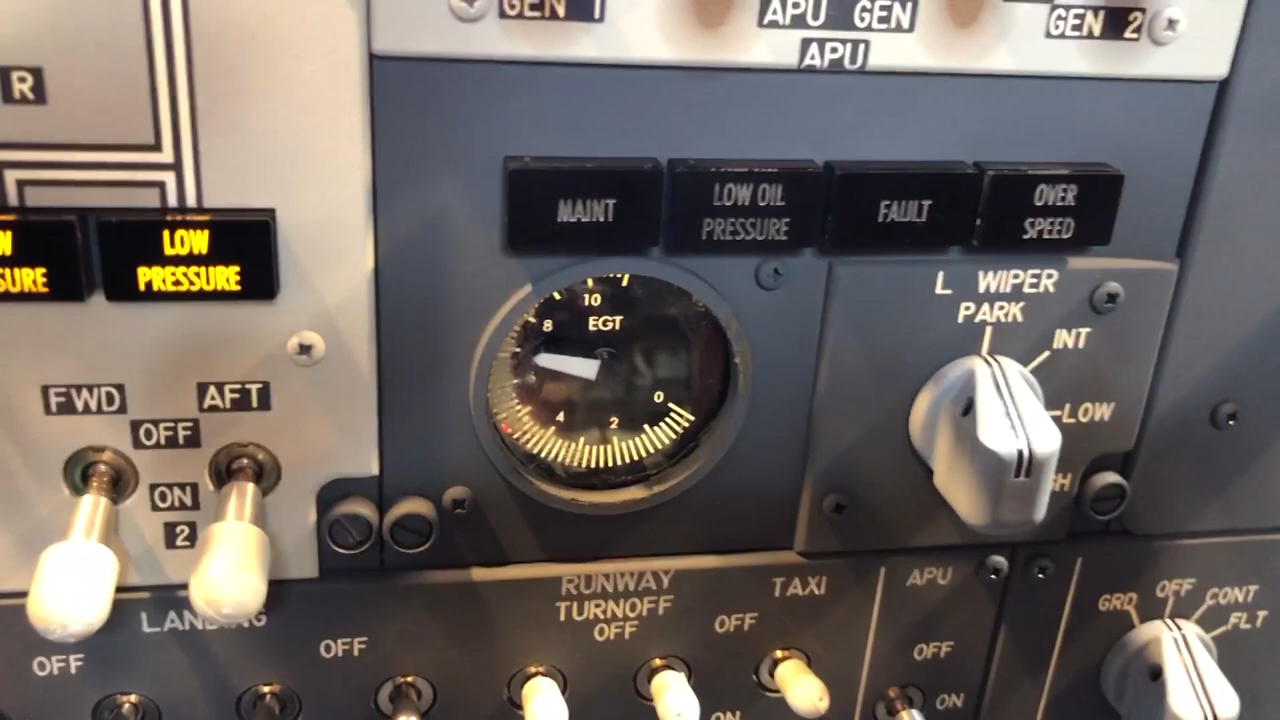 GEN 1
APU GEN
GEN 2
APU
R
MAINT
LOW OIL
PRESSURE
FAULT
OVER
SPEED
LOW
PRESSURE
L WIPER
PARK
INT
LOW
10
8
EGT
4
2
0
FWD
AFT
OFF
ON
2
RUNWAY
TURNOFF
OFF
TAXI
OFF
APU
OFF
ON
LANDING
OFF
OFF
ON
GRD
OFF
CONT
FLT